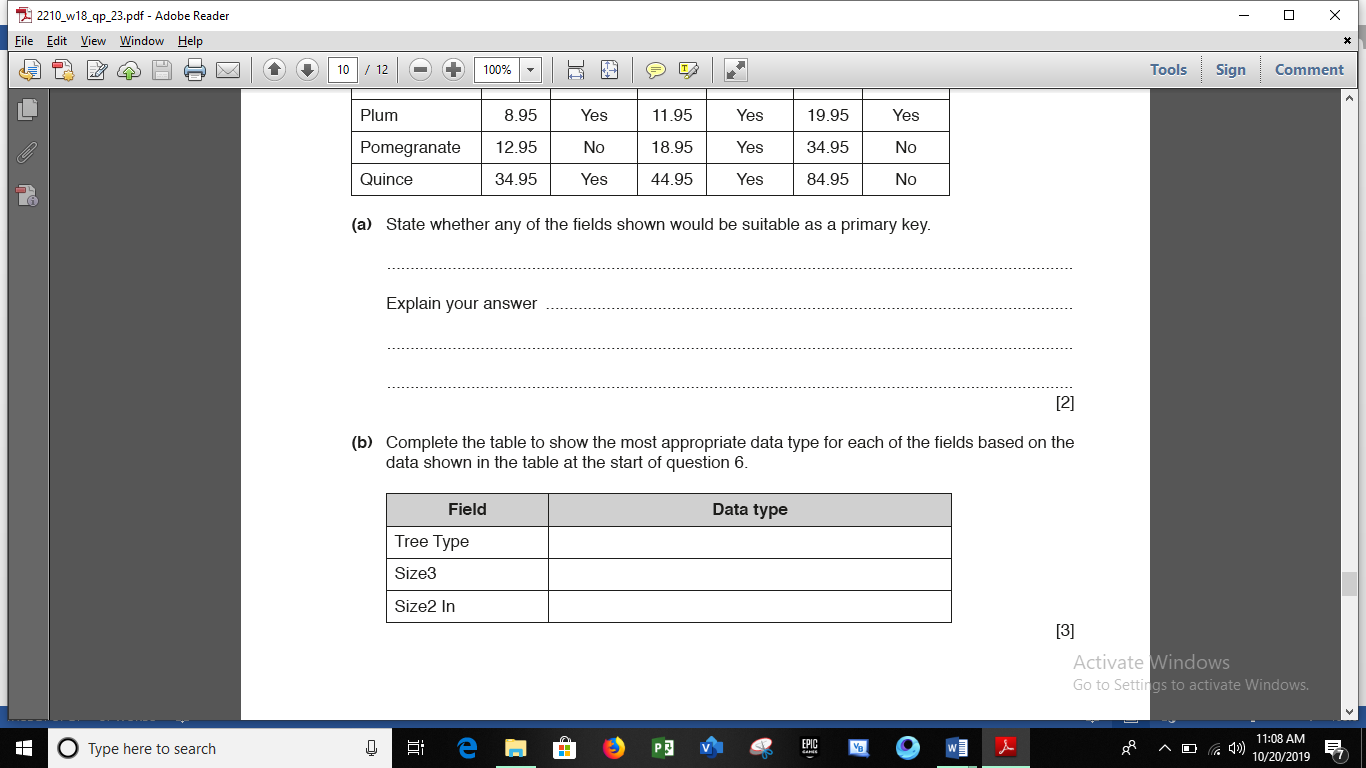 2210_w18_qp_23.pdf - Adobe Reader
File Edit View Window Help
10 / 12 100% Tools Sign Comment
Plum 8.95 Yes 11.95 Yes 19.95 Yes
Pomegranate 12.95 No 18.95 Yes 34.95 No
Quince 34.95 Yes 44.95 Yes 84.95 No
(a) State whether any of the fields shown would be suitable as a primary key.
Explain your answer
[2]
(b) Complete the table to show the most appropriate data type for each of the fields based on the
data shown in the table at the start of question 6.
Field Data type
Tree Type
Size3
Size2 In
[3]
Activate Windows
Go to Settings to activate Windows.
Type here to search
11:08 AM
10/20/2019
7